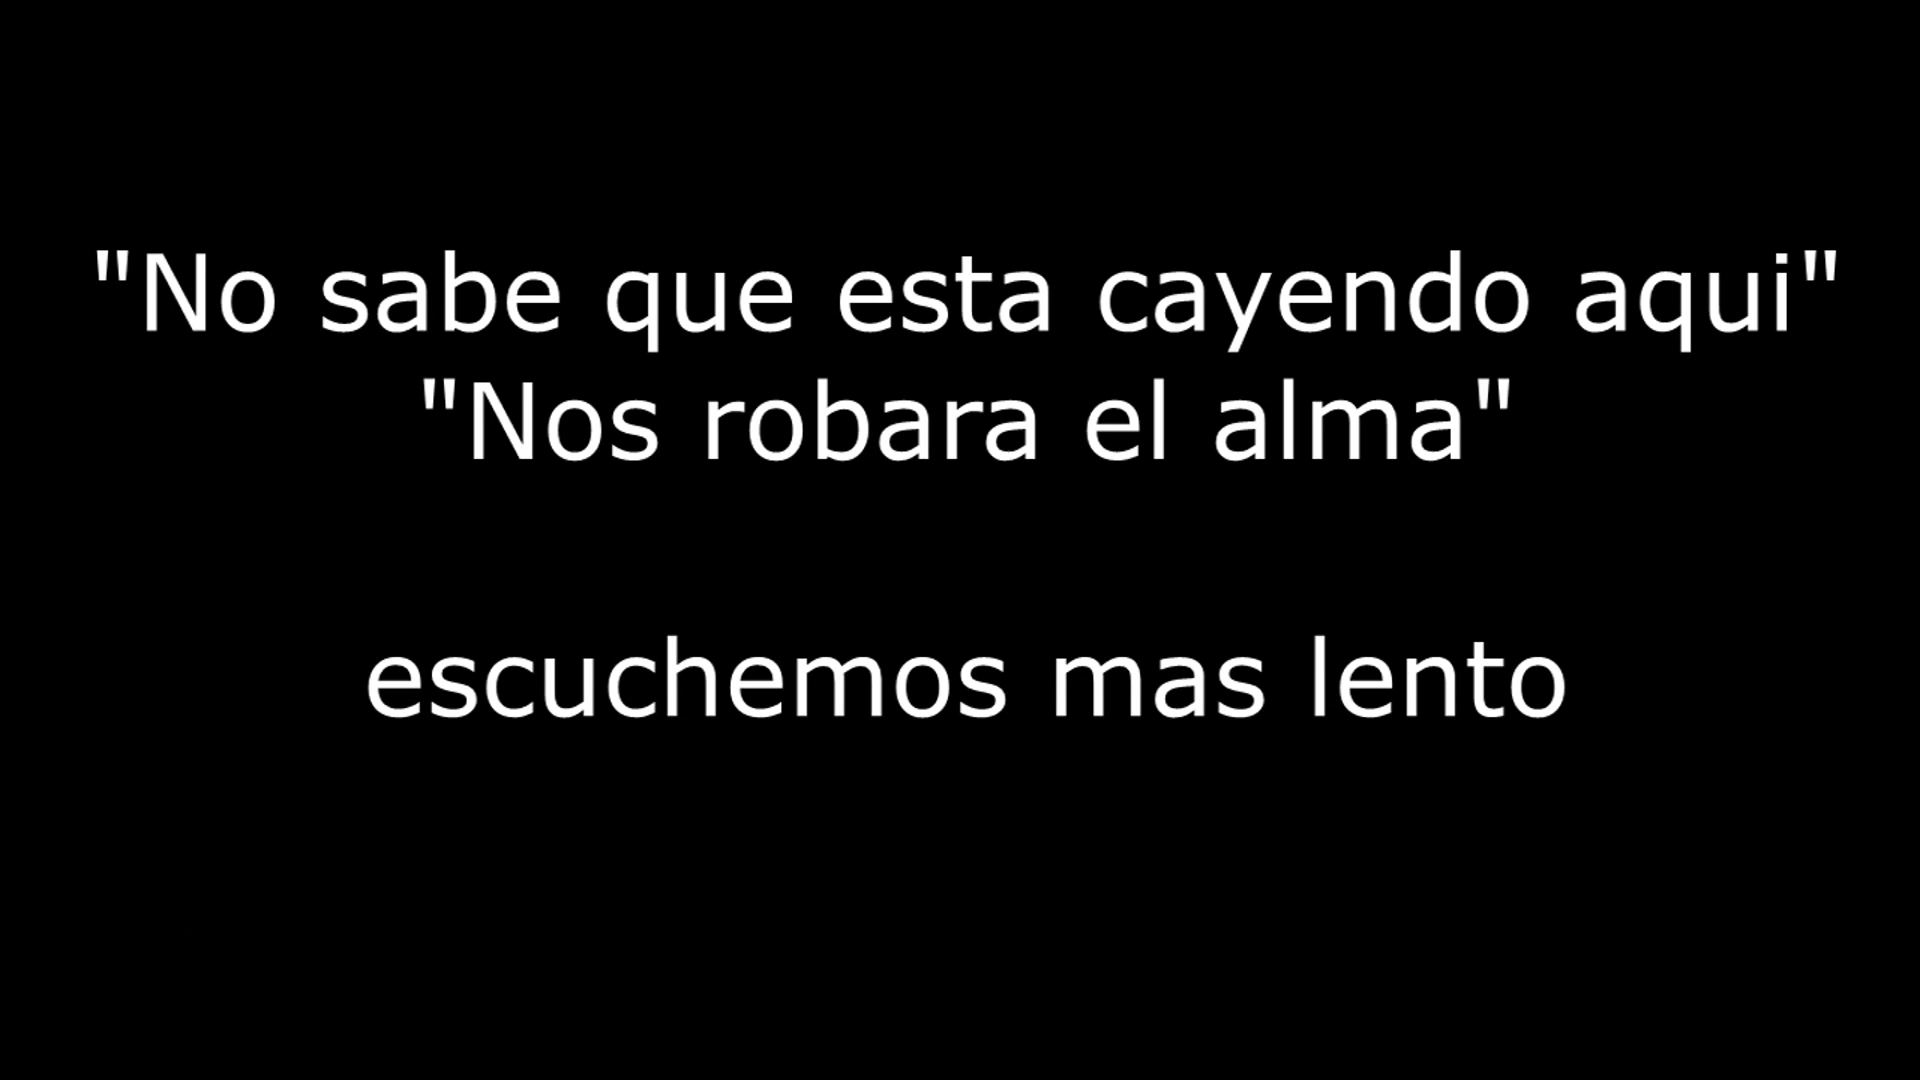 "No sabe que esta cayendo aqui"
"Nos robara el alma"
escuchemos mas lento